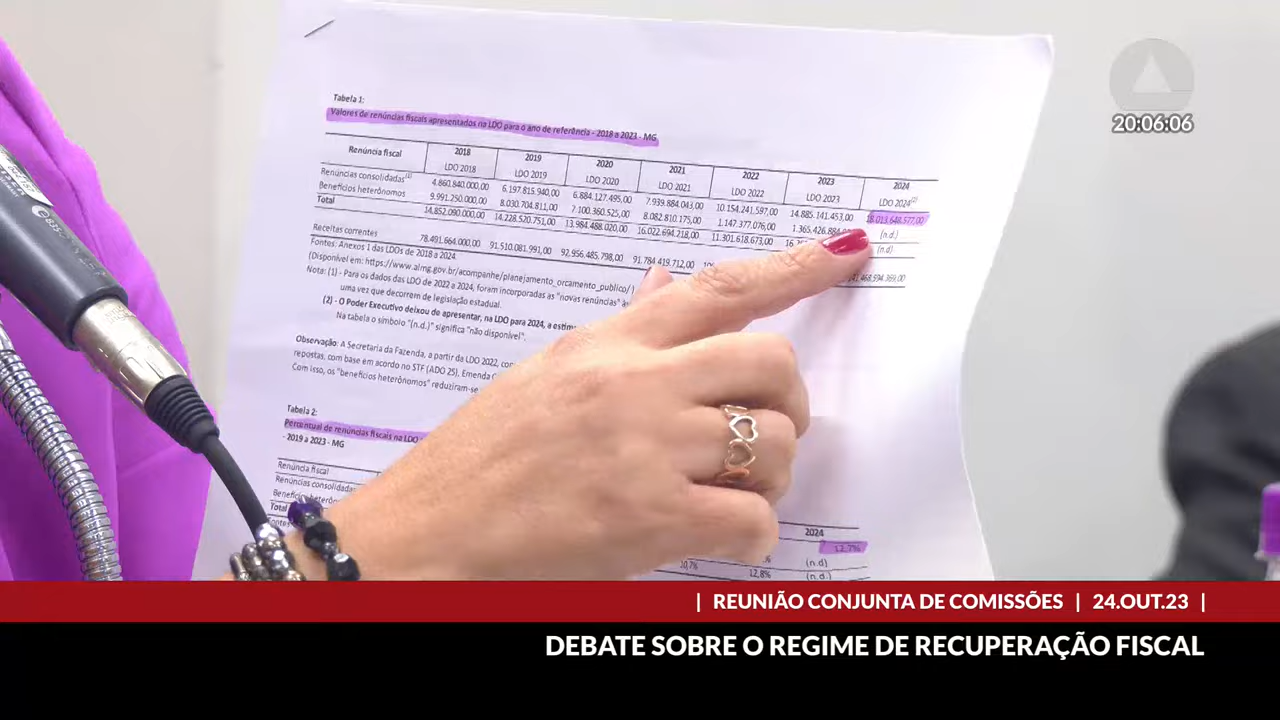 20:06:06
Tabela 1:
Valores de renúncias fiscais apresentados na LDO para o ano de referência - 2018 a 2023 - MG
Renúncia fiscal 2018 2019 2020 2021 2022 2023 2024
LDO 2018 LDO 2019 LDO 2020 LDO 2021 LDO 2022 LDO 2023 LDO 2024(2)
Renúncias consolidadas(1) 4.860.840.000,00 6.197.815.940,00 6.884.127.495,00 7.939.884.043,00 10.154.241.597,00 14.885.141.453,00 18.013.648.577,00
Benefícios heterônomos 9.991.250.000,00 8.030.704.811,00 7.100.360.525,00 8.082.810.175,00 1.147.377.076,00 1.365.426.884, (n.d.)
Total 14.852.090.000,00 14.228.520.751,00 13.984.488.020,00 16.022.694.218,00 11.301.618.673,00 (n.d)
Receitas correntes 78.491.664.000,00 91.510.081.991,00 92.956.485.798,00 91.784.419.712,00
Fontes: Anexos 1 das LDOs de 2018 a 2024.
(Disponível em: https://www.almg.gov.br/acompanhe/planejamento_orcamento_publico/
Nota: (1) - Para os dados das LDO de 2022 a 2024, foram incorporadas as "novas renúncias" às
uma vez que decorrem de legislação estadual.
(2) - O Poder Executivo deixou de apresentar, na LDO para 2024, a estima
Na tabela o símbolo "(n.d.)" significa "não disponível".
Observação: A Secretaria da Fazenda, a partir da LDO 2022,
repostas, com base em acordo no STF (ADO 25). Emenda
Com isso, os "benefícios heterônomos" reduziram-se
Tabela 2:
Percentual de renúncias fiscais na LDO
- 2019 a 2023 - MG
Renúncia fiscal 2024
Renúncias consolidadas 12,7%
Benefícios heterôn (n.d)
Total 10,7% 12,8% (n.d.)
| REUNIÃO CONJUNTA DE COMISSÕES | 24.OUT.23 |
DEBATE SOBRE O REGIME DE RECUPERAÇÃO FISCAL